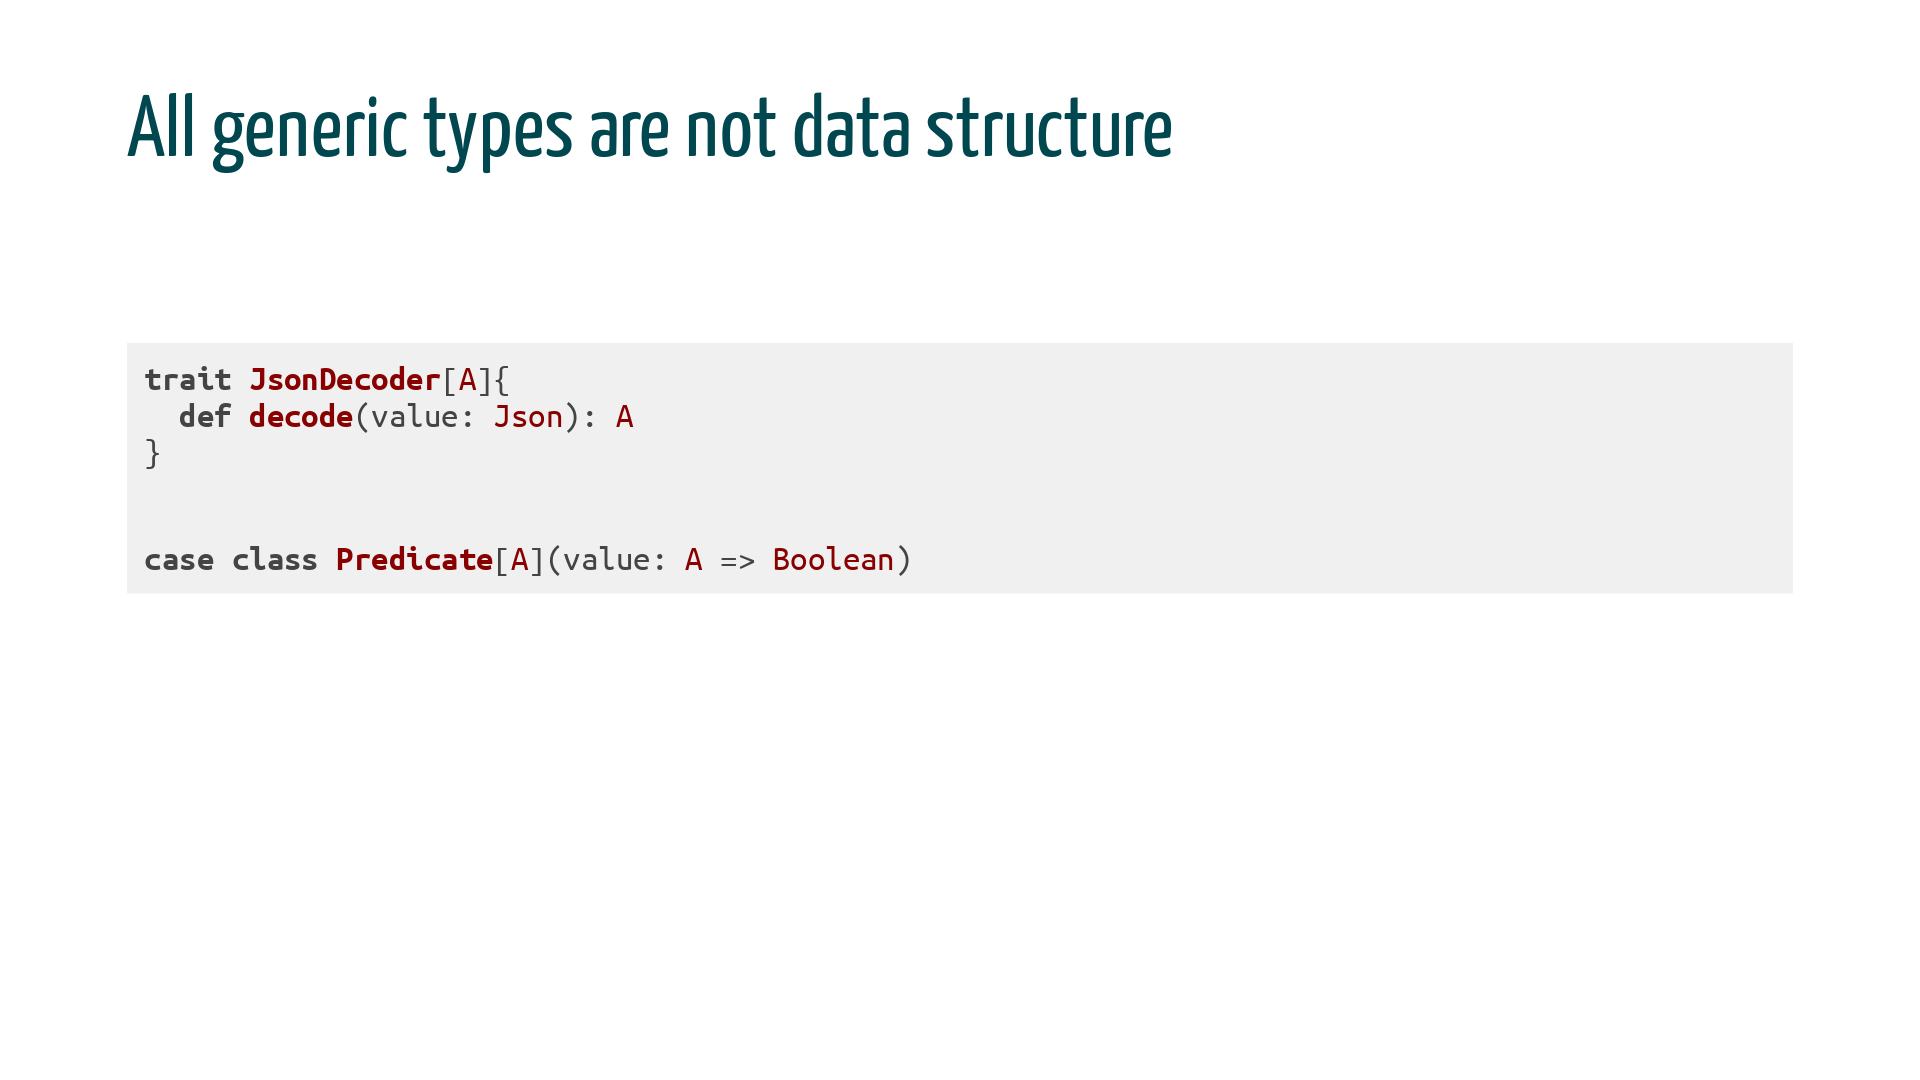 All generic types are not data structure
trait JsonDecoder[A]{
  def decode(value: Json): A
}
case class Predicate[A](value: A => Boolean)